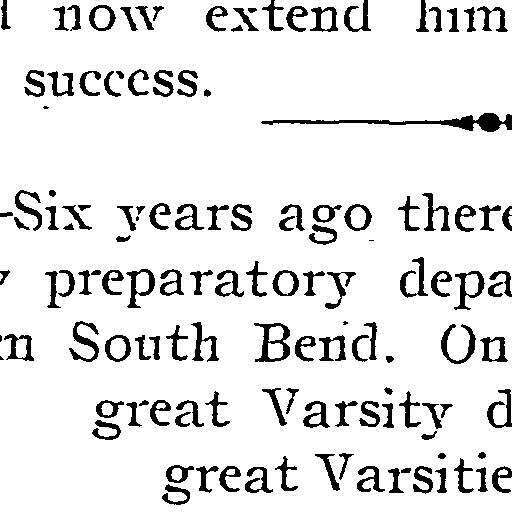 now extend him
success.
-Six years ago there
preparatory depa
South Bend. On
great Varsity d
great Varsitie